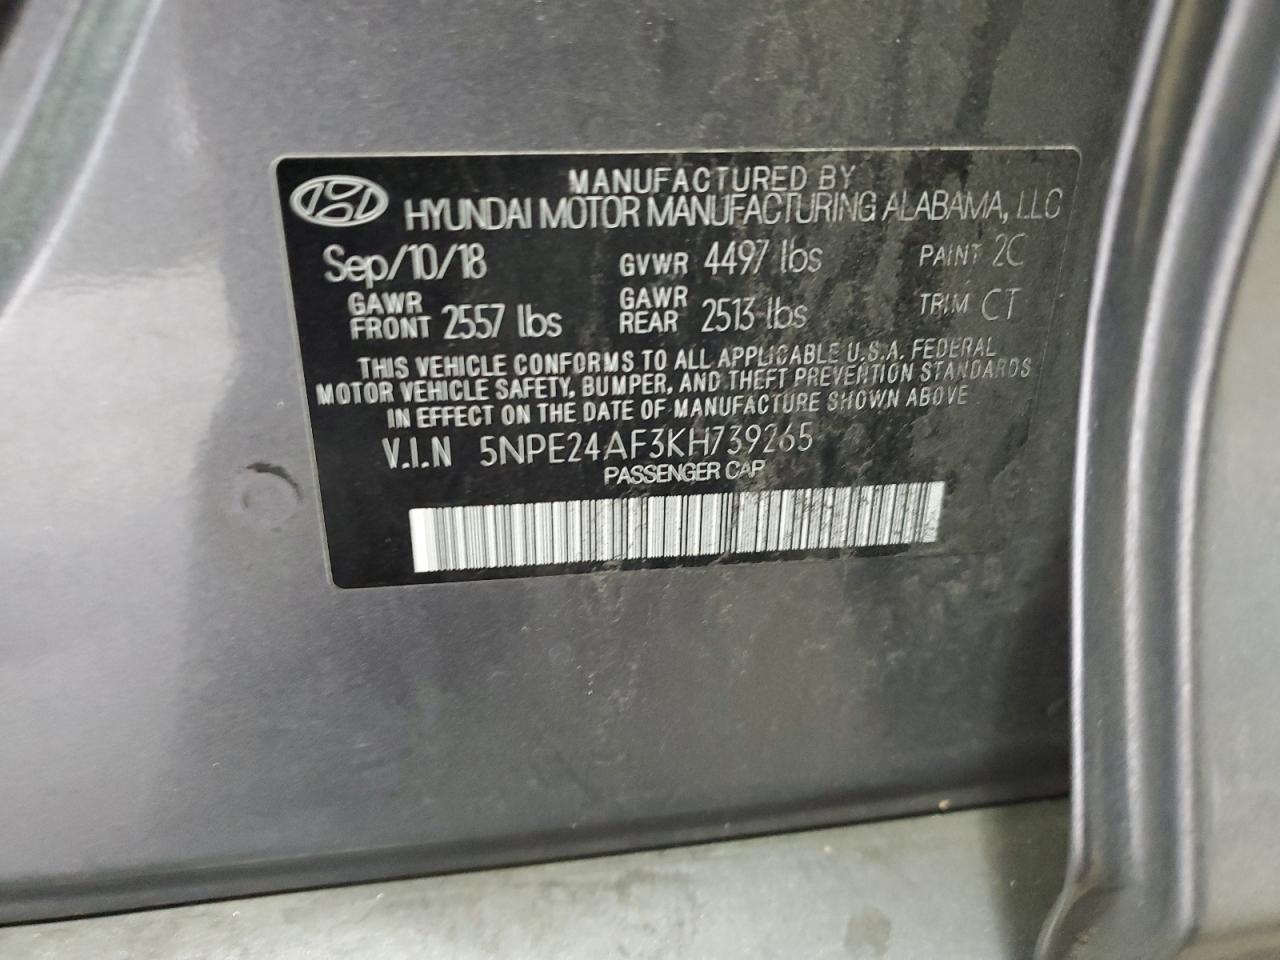 MANUFACTURED BY
HYUNDAI MOTOR MANUFACTURING ALABAMA, LLC
Sep/10/18 GVWR 4497 lbs PAINT 2C
GAWR FRONT 2557 lbs GAWR REAR 2513 lbs TRIM CT
THIS VEHICLE CONFORMS TO ALL APPLICABLE U.S.A. FEDERAL
MOTOR VEHICLE SAFETY, BUMPER, AND THEFT PREVENTION STANDARDS
IN EFFECT ON THE DATE OF MANUFACTURE SHOWN ABOVE
V.I.N 5NPE24AF3KH739265
PASSENGER CAR